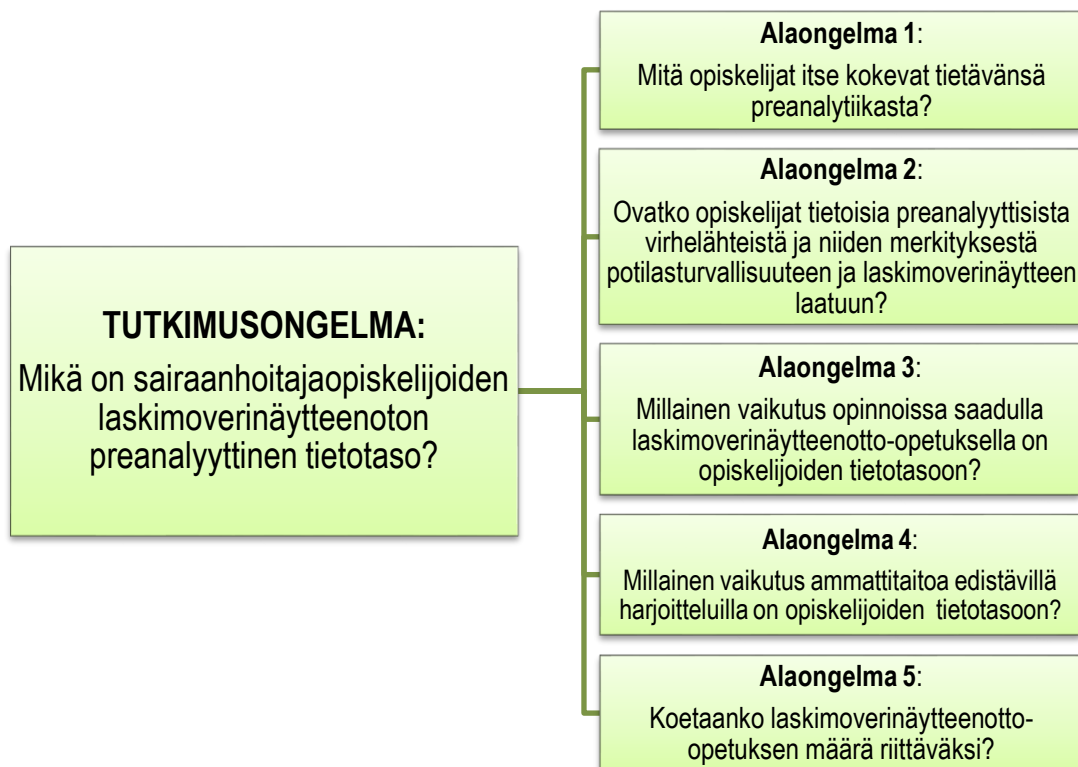 TUTKIMUSONGELMA:
Mikä on sairaanhoitajaopiskelijoiden
laskimoverinäytteenoton
preanalyyttinen tietotaso?
Alaongelma 1:
Mitä opiskelijat itse kokevat tietävänsä
preanalytiikasta?
Alaongelma 2:
Ovatko opiskelijat tietoisia preanalyyttisista
virhelähteistä ja niiden merkityksestä
potilasturvallisuuteen ja laskimoverinäytteen
laatuun?
Alaongelma 3:
Millainen vaikutus opinnoissa saadulla
laskimoverinäytteenotto-opetuksella on
opiskelijoiden tietotasoon?
Alaongelma 4:
Millainen vaikutus ammattitaitoa edistävillä
harjoitteluilla on opiskelijoiden tietotasoon?
Alaongelma 5:
Koetaanko laskimoverinäytteenotto-
opetuksen määrä riittäväksi?